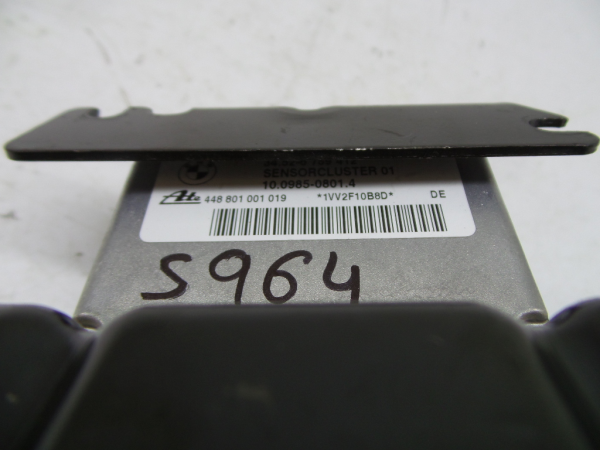 SENSORCLUSTER 01
10.0985-0801.4
Ate 448 801 001 019 *1VV2F10B8D* DE
S964